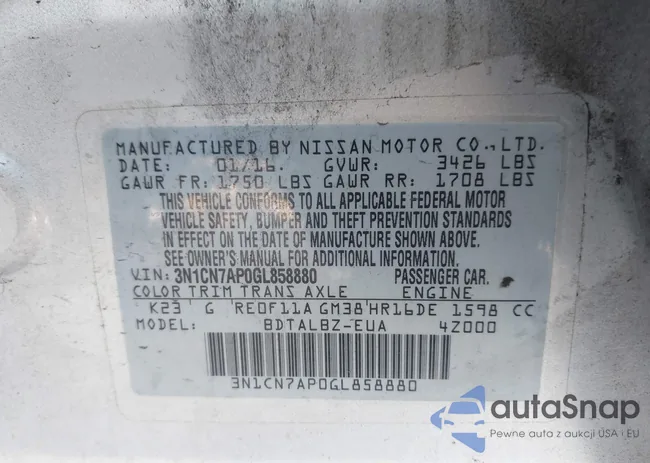 MANUFACTURED BY NISSAN MOTOR CO.,LTD.
DATE: 01/16. GVWR: 3426 LBS
GAWR FR: 1750 LBS GAWR RR: 1708 LBS
THIS VEHICLE CONFORMS TO ALL APPLICABLE FEDERAL MOTOR
VEHICLE SAFETY, BUMPER AND THEFT PREVENTION STANDARDS
IN EFFECT ON THE DATE OF MANUFACTURE SHOWN ABOVE.
SEE OWNER'S MANUAL FOR ADDITIONAL INFORMATION.
VIN: 3N1CN7AP0GL858880 PASSENGER CAR.
COLOR TRIM TRANS AXLE ENGINE
K23 G RE0F11A GM38 HR16DE 1598 CC
MODEL: BDTALBZ-EUA 4Z000
3N1CN7AP0GL858880
autaSnap
Pewne auta z aukcji USA i EU